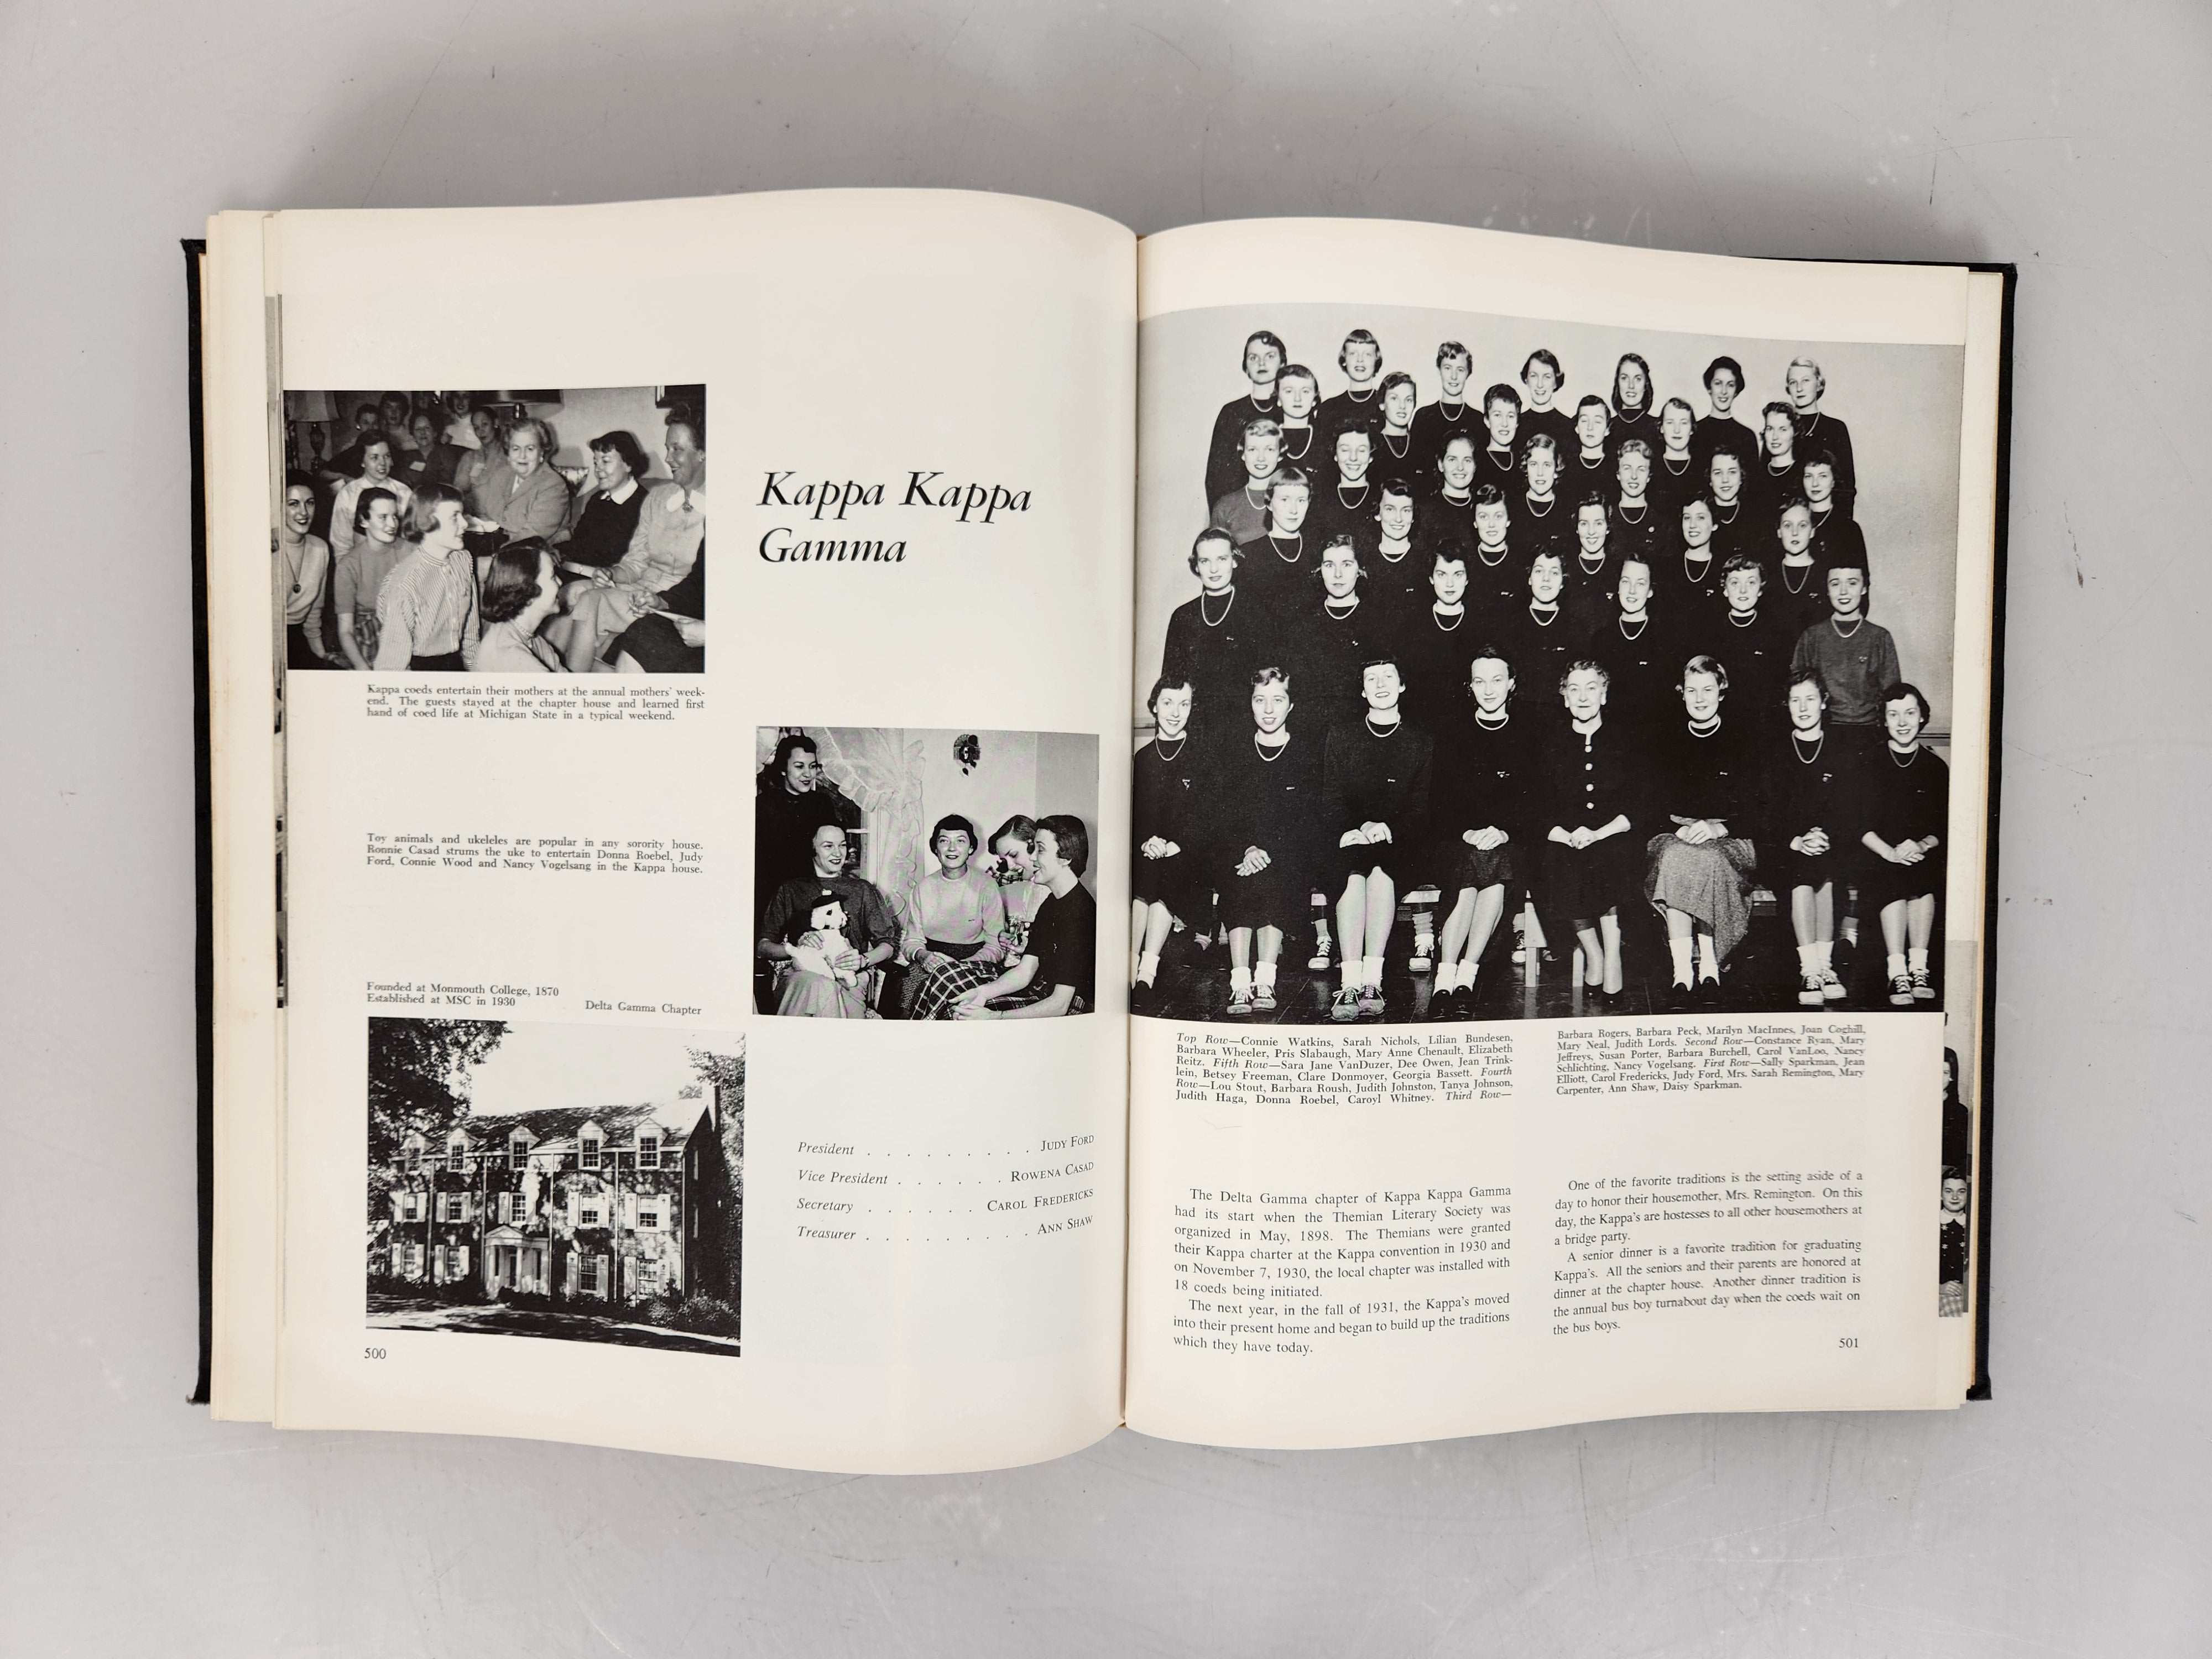 Kappa Kappa
Gamma
Kappa coeds entertain their mothers at the annual mothers' week-
end. The guests stayed at the chapter house and learned first
hand of coed life at Michigan State in a typical weekend.
Toy animals and ukeleles are popular in any sorority house.
Ronnie Casad strums the uke to entertain Donna Roebel, Judy
Ford, Connie Wood and Nancy Vogelsang in the Kappa house.
Founded at Monmouth College, 1870
Established at MSC in 1930
Delta Gamma Chapter
President . . . . . . . . . JUDY FORD
Vice President . . . . . . ROWENA CASAD
Secretary . . . . . . CAROL FREDERICKS
Treasurer . . . . . . . . . ANN SHAW
500
Top Row—Connie Watkins, Sarah Nichols, Lilian Bundesen,
Barbara Wheeler, Pris Slabaugh, Mary Anne Chenault, Elizabeth
Reitz. Fifth Row—Sara Jane VanDuzer, Dee Owen, Jean Trink-
lein, Betsey Freeman, Clare Donmoyer, Georgia Bassett. Fourth
Row—Lou Stout, Barbara Roush, Judith Johnston, Tanya Johnson,
Judith Haga, Donna Roebel, Caroyl Whitney. Third Row—
Barbara Rogers, Barbara Peck, Marilyn MacInnes, Joan Coghill,
Mary Neal, Judith Lords. Second Row—Constance Ryan, Mary
Jeffreys, Susan Porter, Barbara Burchell, Carol VanLoo, Nancy
Schlichting, Nancy Vogelsang. First Row—Sally Sparkman, Jean
Elliott, Carol Fredericks, Judy Ford, Mrs. Sarah Remington, Mary
Carpenter, Ann Shaw, Daisy Sparkman.
The Delta Gamma chapter of Kappa Kappa Gamma
had its start when the Themian Literary Society was
organized in May, 1898. The Themians were granted
their Kappa charter at the Kappa convention in 1930 and
on November 7, 1930, the local chapter was installed with
18 coeds being initiated.
The next year, in the fall of 1931, the Kappa's moved
into their present home and began to build up the traditions
which they have today.
One of the favorite traditions is the setting aside of a
day to honor their housemother, Mrs. Remington. On this
day, the Kappa's are hostesses to all other housemothers at
a bridge party.
A senior dinner is a favorite tradition for graduating
Kappa's. All the seniors and their parents are honored at
dinner at the chapter house. Another dinner tradition is
the annual bus boy turnabout day when the coeds wait on
the bus boys.
501